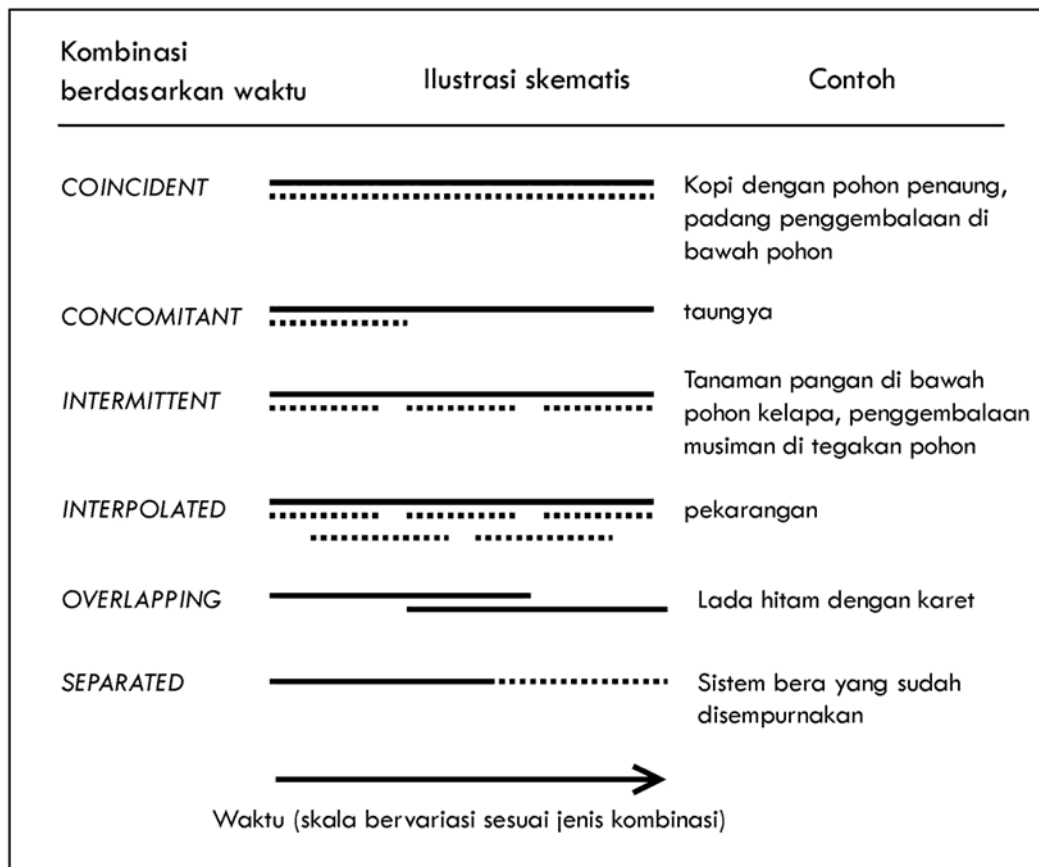 Kombinasi
berdasarkan waktu
Ilustrasi skematis
Contoh
COINCIDENT
Kopi dengan pohon penaung,
padang penggembalaan di
bawah pohon
CONCOMITANT
taungya
INTERMITTENT
Tanaman pangan di bawah
pohon kelapa, penggembalaan
musiman di tegakan pohon
INTERPOLATED
pekarangan
OVERLAPPING
Lada hitam dengan karet
SEPARATED
Sistem bera yang sudah
disempurnakan
Waktu (skala bervariasi sesuai jenis kombinasi)